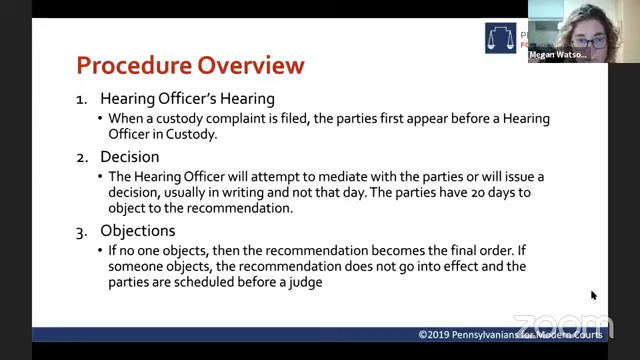 Procedure Overview
1. Hearing Officer's Hearing
• When a custody complaint is filed, the parties first appear before a Hearing
Officer in Custody.
2. Decision
• The Hearing Officer will attempt to mediate with the parties or will issue a
decision, usually in writing and not that day. The parties have 20 days to
object to the recommendation.
3. Objections
• If no one objects, then the recommendation becomes the final order. If
someone objects, the recommendation does not go into effect and the
parties are scheduled before a judge
Megan Watso...
©2019 Pennsylvanians for Modern Courts
zoom